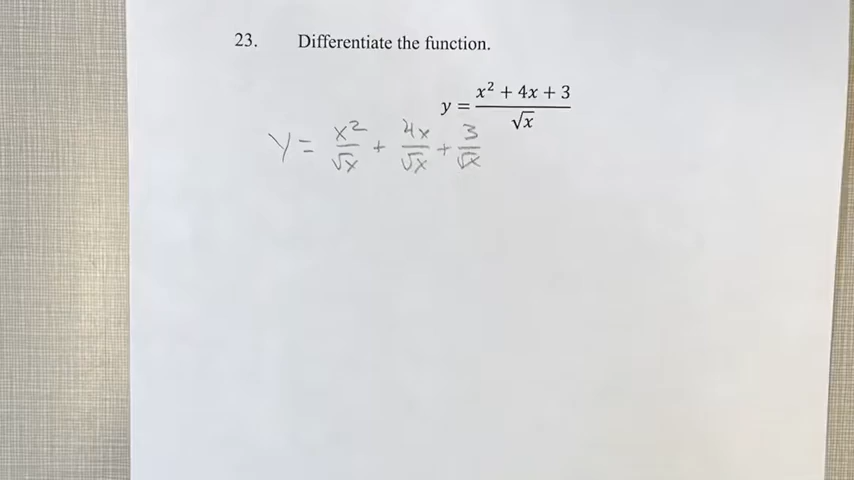 23. Differentiate the function.
y = (x² + 4x + 3)/√x
Y = x²/√x + 4x/√x + 3/√x